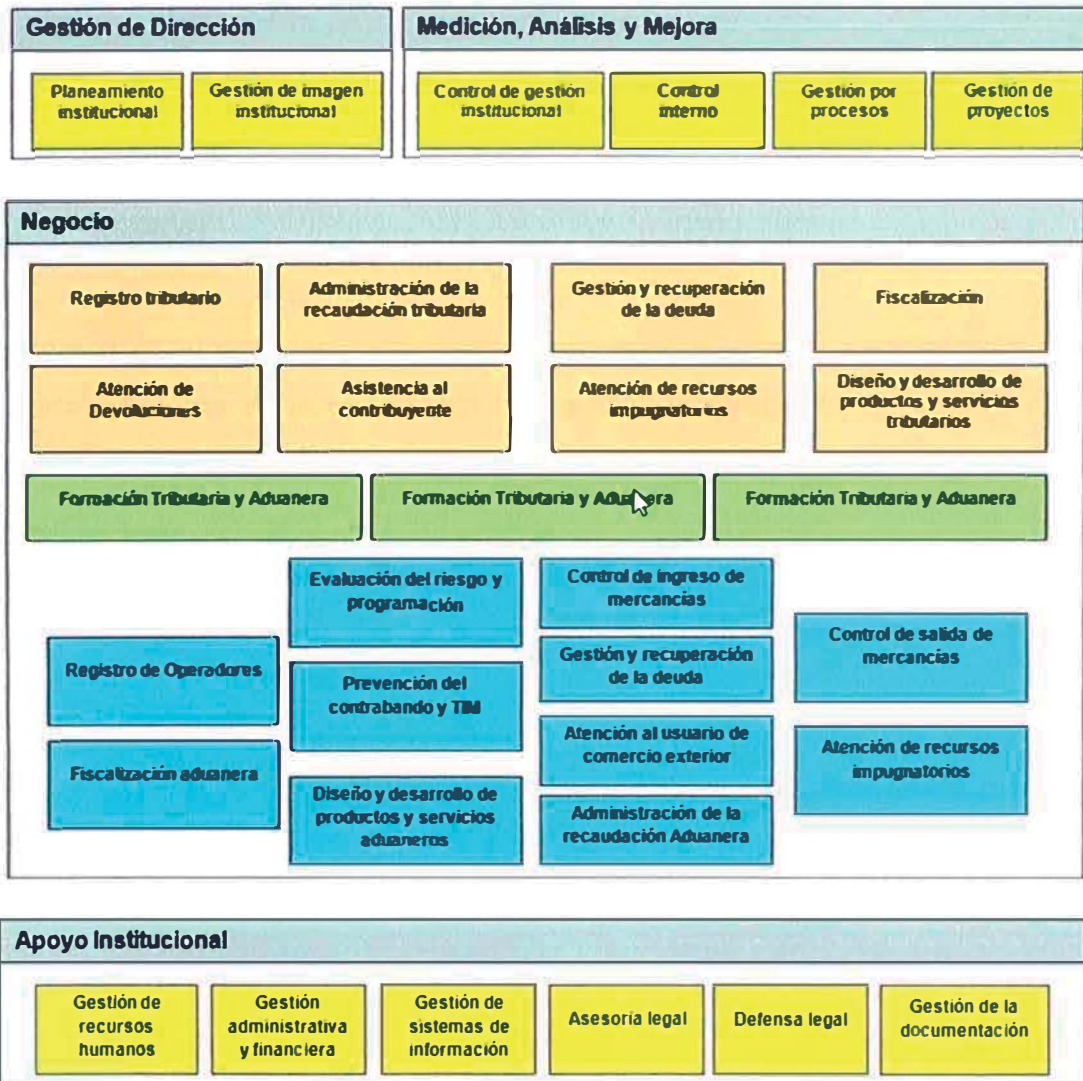 Gestión de Dirección
Planeamiento
institucional
Gestión de imagen
institucional
Medición, Análisis y Mejora
Control de gestión
institucional
Control
interno
Gestión por
procesos
Gestión de
proyectos
Negocio
Registro tributario
Administración de la
recaudación tributaria
Gestión y recuperación
de la deuda
Fiscalización
Atención de
Devoluciones
Asistencia al
contribuyente
Atención de recursos
impugnatorios
Diseño y desarrollo de
productos y servicios
tributarios
Formación Tributaria y Aduanera
Formación Tributaria y Aduanera
Formación Tributaria y Aduanera
Registro de Operadores
Fiscalización aduanera
Evaluación del riesgo y
programación
Prevención del
contrabando y TIM
Diseño y desarrollo de
productos y servicios
aduaneros
Control de ingreso de
mercancías
Gestión y recuperación
de la deuda
Atención al usuario de
comercio exterior
Administración de la
recaudación Aduanera
Control de salida de
mercancías
Atención de recursos
impugnatorios
Apoyo Institucional
Gestión de
recursos
humanos
Gestión
administrativa
y financiera
Gestión de
sistemas de
información
Asesoría legal
Defensa legal
Gestión de la
documentación